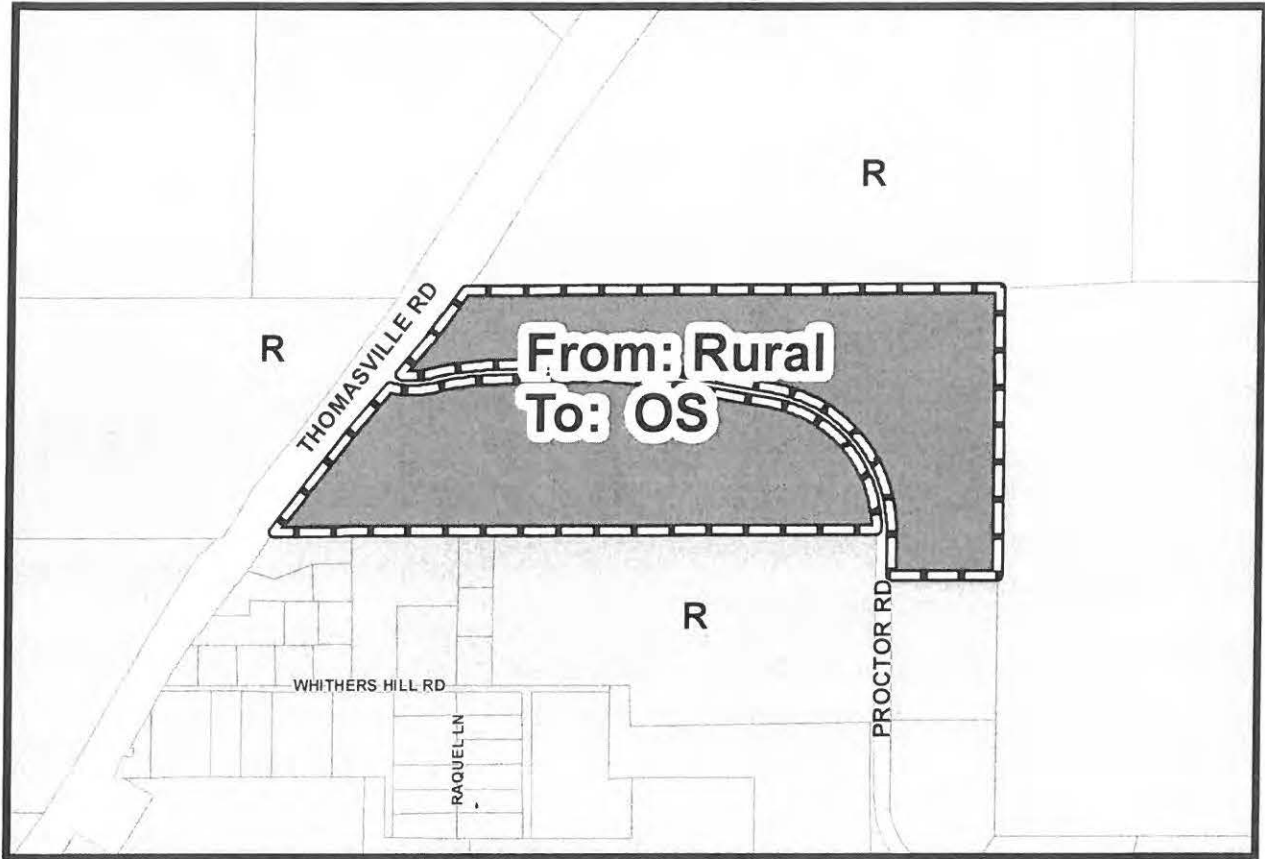 R
R
THOMASVILLE RD
From: Rural
To: OS
R
PROCTOR RD
WHITHERS HILL RD
RAQUEL LN